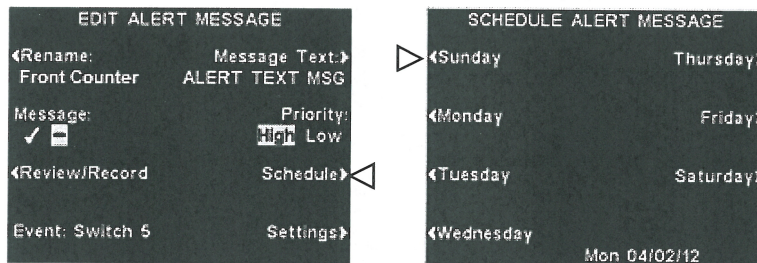 EDIT ALERT MESSAGE
Rename: Message Text:
Front Counter ALERT TEXT MSG
Message: Priority:
✓ – High Low
Review/Record Schedule
Event: Switch 5 Settings
SCHEDULE ALERT MESSAGE
Sunday Thursday
Monday Friday
Tuesday Saturday
Wednesday
Mon 04/02/12